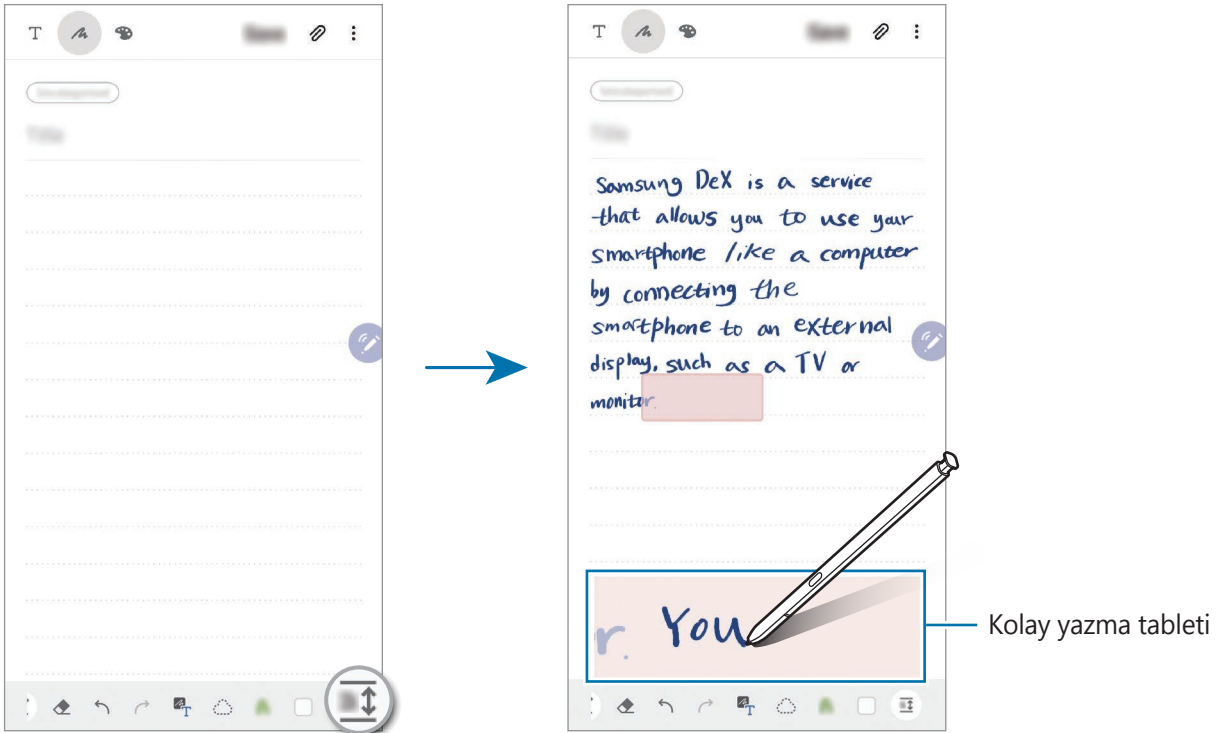 T
T
Samsung DeX is a service
that allows you to use your
smartphone like a computer
by connecting the
smartphone to an external
display, such as a TV or
monitor.
r. You
Kolay yazma tableti
T
T